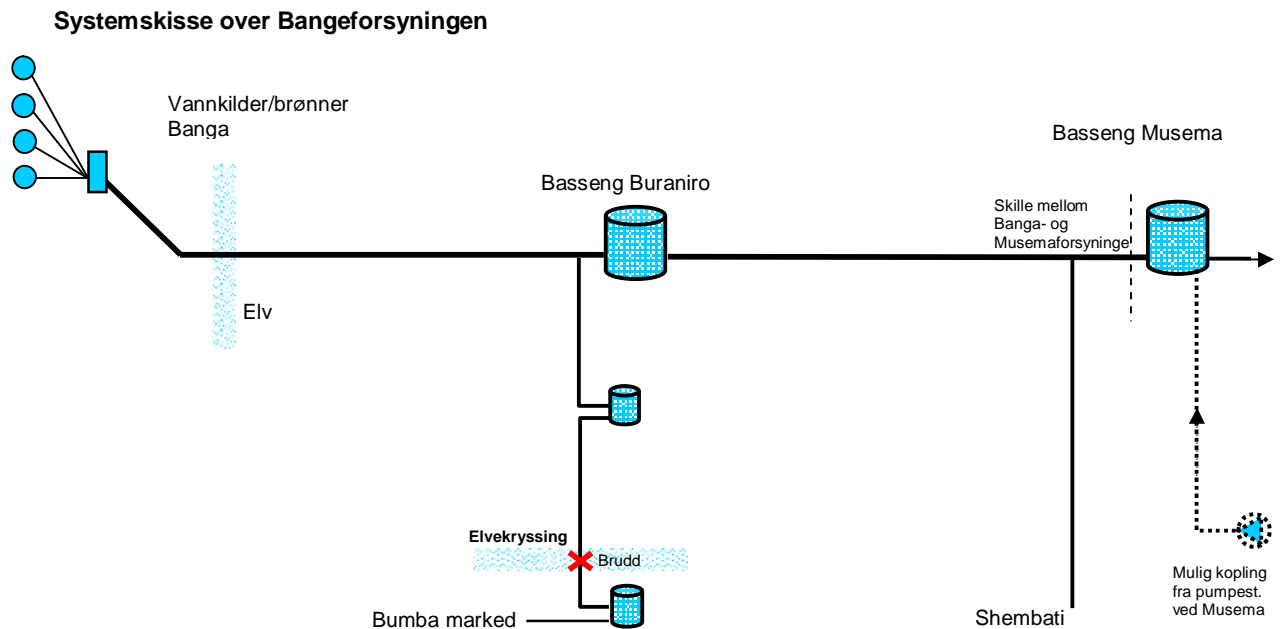 Systemskisse over Bangeforsyningen
Vannkilder/brønner
Banga
Basseng Musema
Basseng Buraniro
Skille mellom
Banga- og
Musemaforsyninge
Elv
Elvekryssing
Brudd
Bumba marked
Shembati
Mulig kopling
fra pumpest.
ved Musema